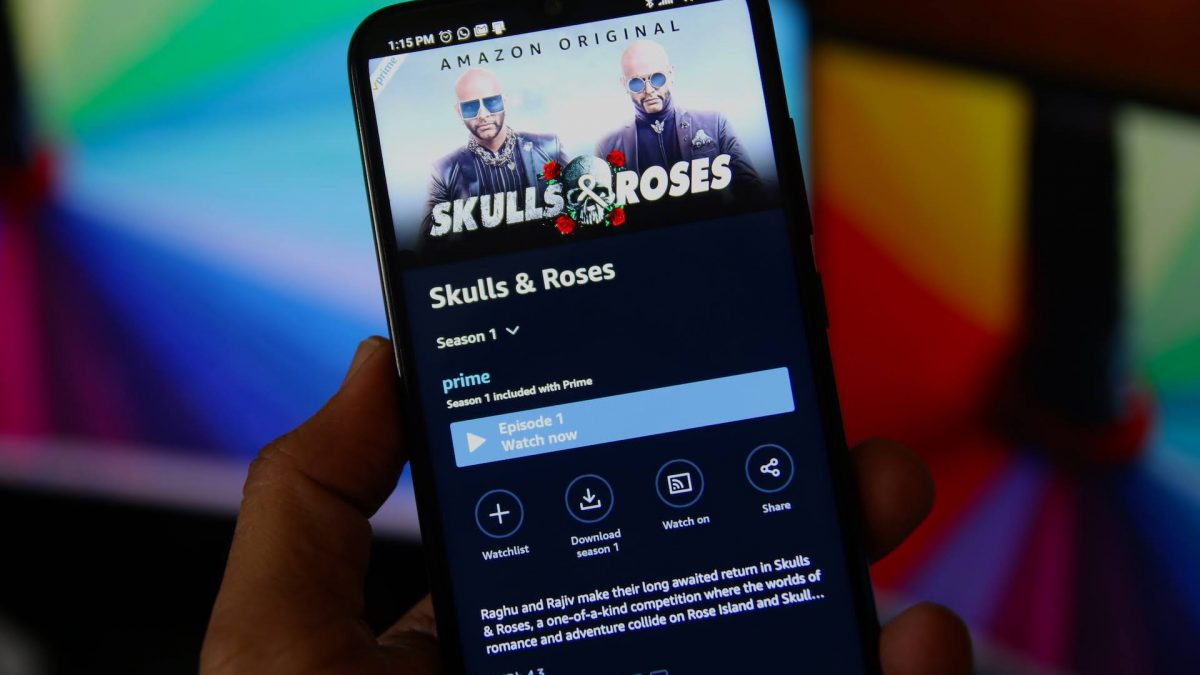 1:15 PM
prime
AMAZON ORIGINAL
SKULLS & ROSES
Skulls & Roses
Season 1
prime
Season 1 included with Prime
Episode 1
Watch now
Watchlist
Download
season 1
Watch on
Share
Raghu and Rajiv make their long awaited return in Skulls
& Roses, a one-of-a-kind competition where the worlds of
romance and adventure collide on Rose Island and Skull...